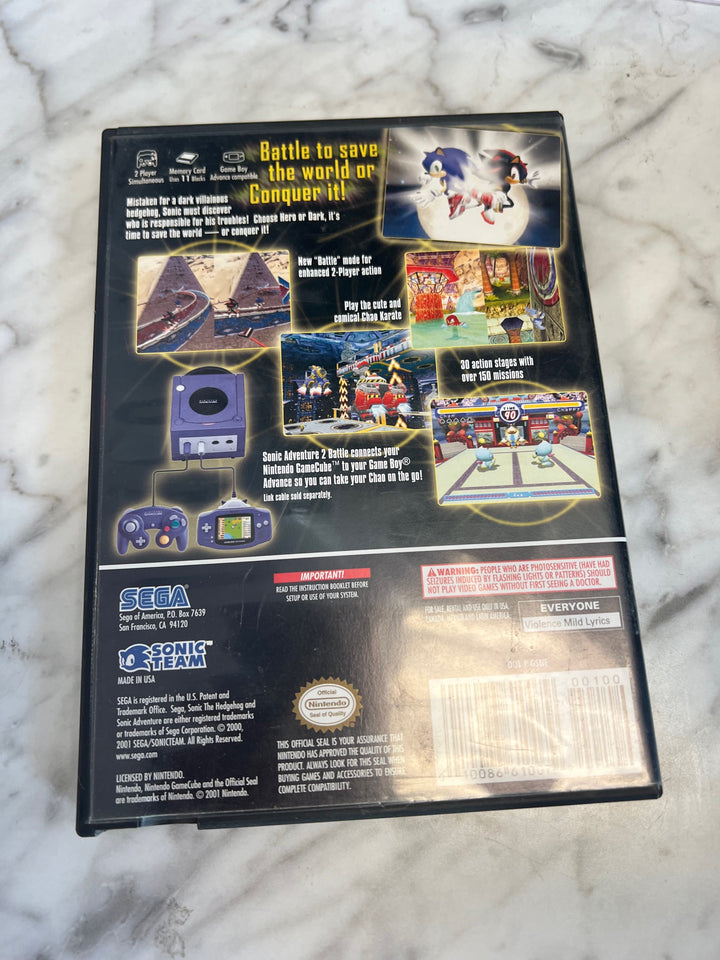 2 Player
Simultaneous
Memory Card
Uses 11 Blocks
Game Boy
Advance compatible
Battle to save
the world or
Conquer it!
Mistaken for a dark villainous
hedgehog, Sonic must discover
who is responsible for his troubles! Choose Hero or Dark, it's
time to save the world — or conquer it!
New "Battle" mode for
enhanced 2-Player action
Play the cute and
comical Chao Karate
30 action stages with
over 150 missions
TIME
90
Sonic Adventure 2 Battle connects your
Nintendo GameCube™ to your Game Boy®
Advance so you can take your Chao on the go!
Link cable sold separately.
SEGA
Sega of America, P.O. Box 7639
San Francisco, CA 94120
SONIC
TEAM
MADE IN USA
SEGA is registered in the U.S. Patent and
Trademark Office. Sega, Sonic The Hedgehog and
Sonic Adventure are either registered trademarks
or trademarks of Sega Corporation. © 2000,
2001 SEGA/SONICTEAM. All Rights Reserved.
www.sega.com
LICENSED BY NINTENDO.
Nintendo, Nintendo GameCube and the Official Seal
are trademarks of Nintendo. © 2001 Nintendo.
IMPORTANT!
READ THE INSTRUCTION BOOKLET BEFORE
SETUP OR USE OF YOUR SYSTEM.
Official
Nintendo
Seal of Quality
THIS OFFICIAL SEAL IS YOUR ASSURANCE THAT
NINTENDO HAS APPROVED THE QUALITY OF THIS
PRODUCT. ALWAYS LOOK FOR THIS SEAL WHEN
BUYING GAMES AND ACCESSORIES TO ENSURE
COMPLETE COMPATIBILITY.
WARNING: PEOPLE WHO ARE PHOTOSENSITIVE (HAVE HAD
SEIZURES INDUCED BY FLASHING LIGHTS OR PATTERNS) SHOULD
NOT PLAY VIDEO GAMES WITHOUT FIRST SEEING A DOCTOR.
FOR SALE, RENTAL AND USE ONLY IN USA,
CANADA, MEXICO AND LATIN AMERICA.
EVERYONE
Violence Mild Lyrics
00100